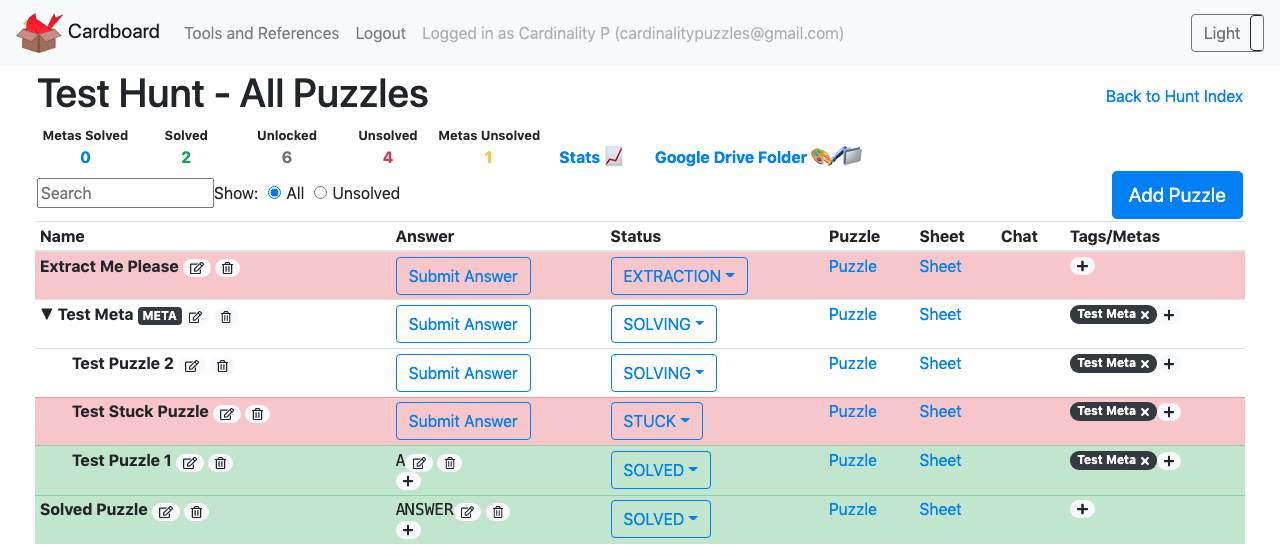 Cardboard Tools and References Logout Logged in as Cardinality P (cardinalitypuzzles@gmail.com) Light
Test Hunt - All Puzzles
Back to Hunt Index
Metas Solved Solved Unlocked Unsolved Metas Unsolved
0 2 6 4 1 Stats Google Drive Folder
Search Show: All Unsolved Add Puzzle
Name Answer Status Puzzle Sheet Chat Tags/Metas
Extract Me Please Submit Answer EXTRACTION Puzzle Sheet +
▼ Test Meta META Submit Answer SOLVING Puzzle Sheet Test Meta × +
Test Puzzle 2 Submit Answer SOLVING Puzzle Sheet Test Meta × +
Test Stuck Puzzle Submit Answer STUCK Puzzle Sheet Test Meta × +
Test Puzzle 1 A + SOLVED Puzzle Sheet Test Meta × +
Solved Puzzle ANSWER + SOLVED Puzzle Sheet +